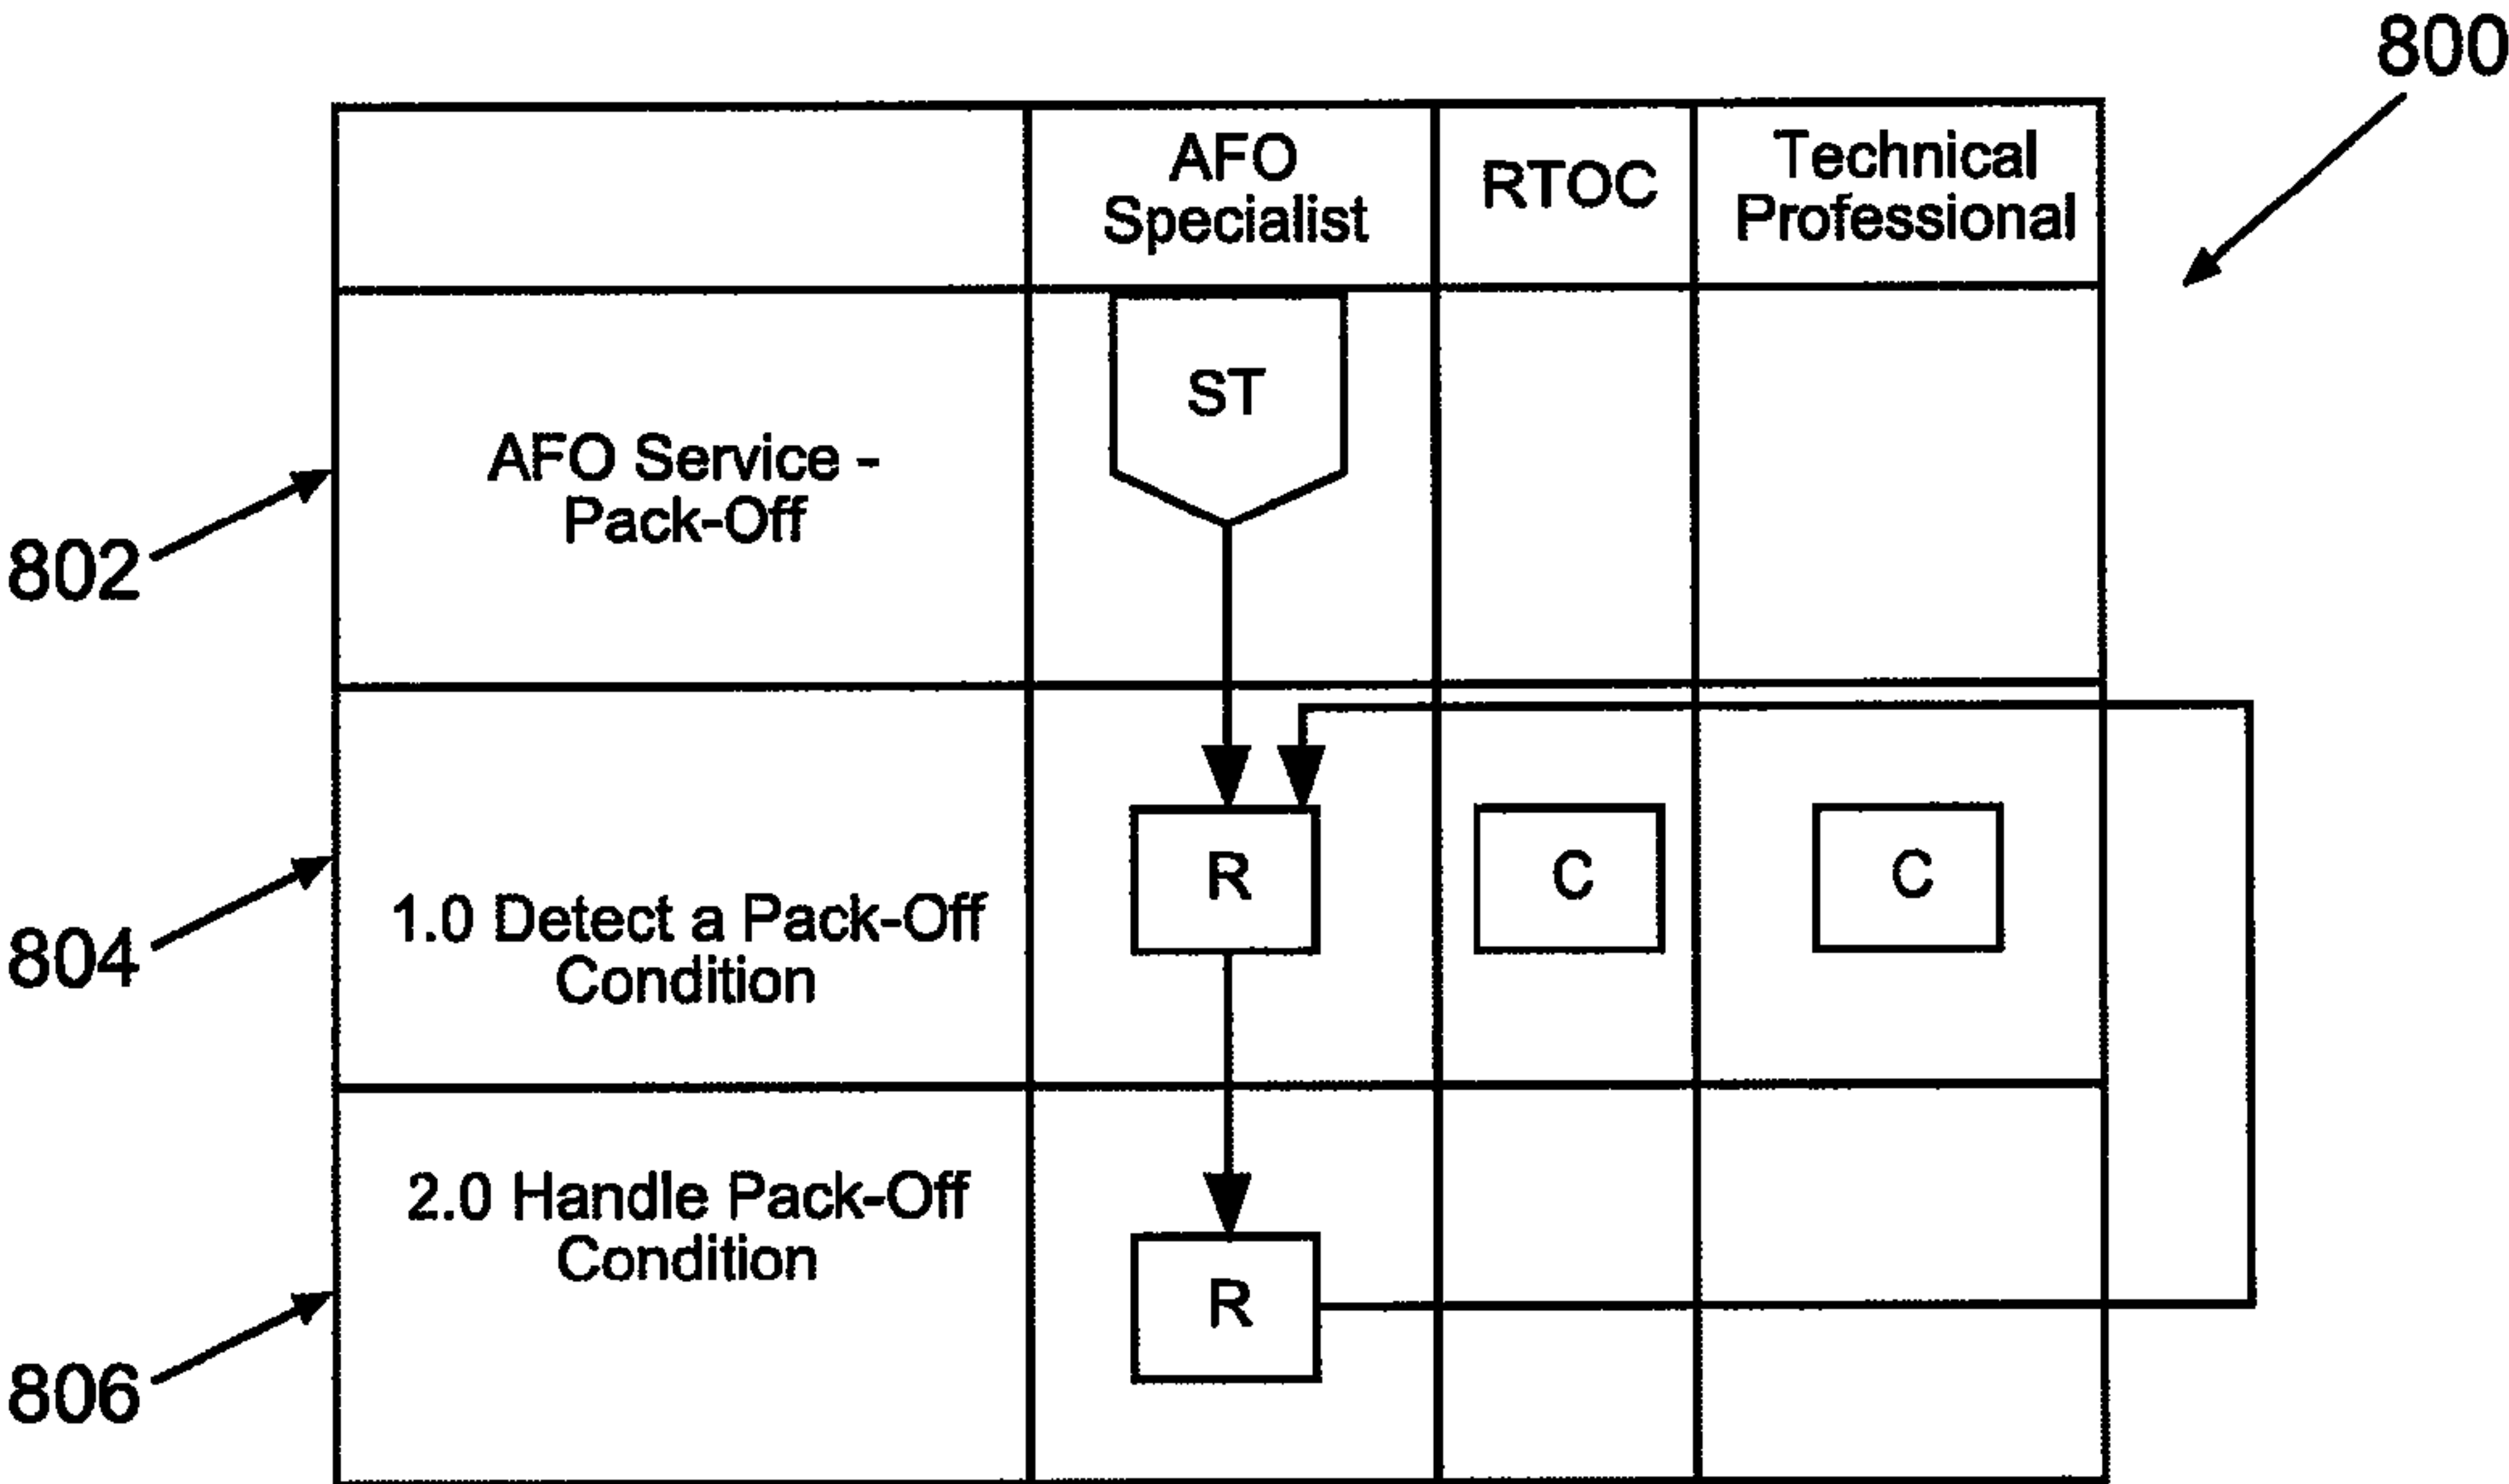 800
AFO
Specialist
RTOC
Technical
Professional
802
AFO Service -
Pack-Off
ST
804
1.0 Detect a Pack-Off
Condition
R
C
C
806
2.0 Handle Pack-Off
Condition
R